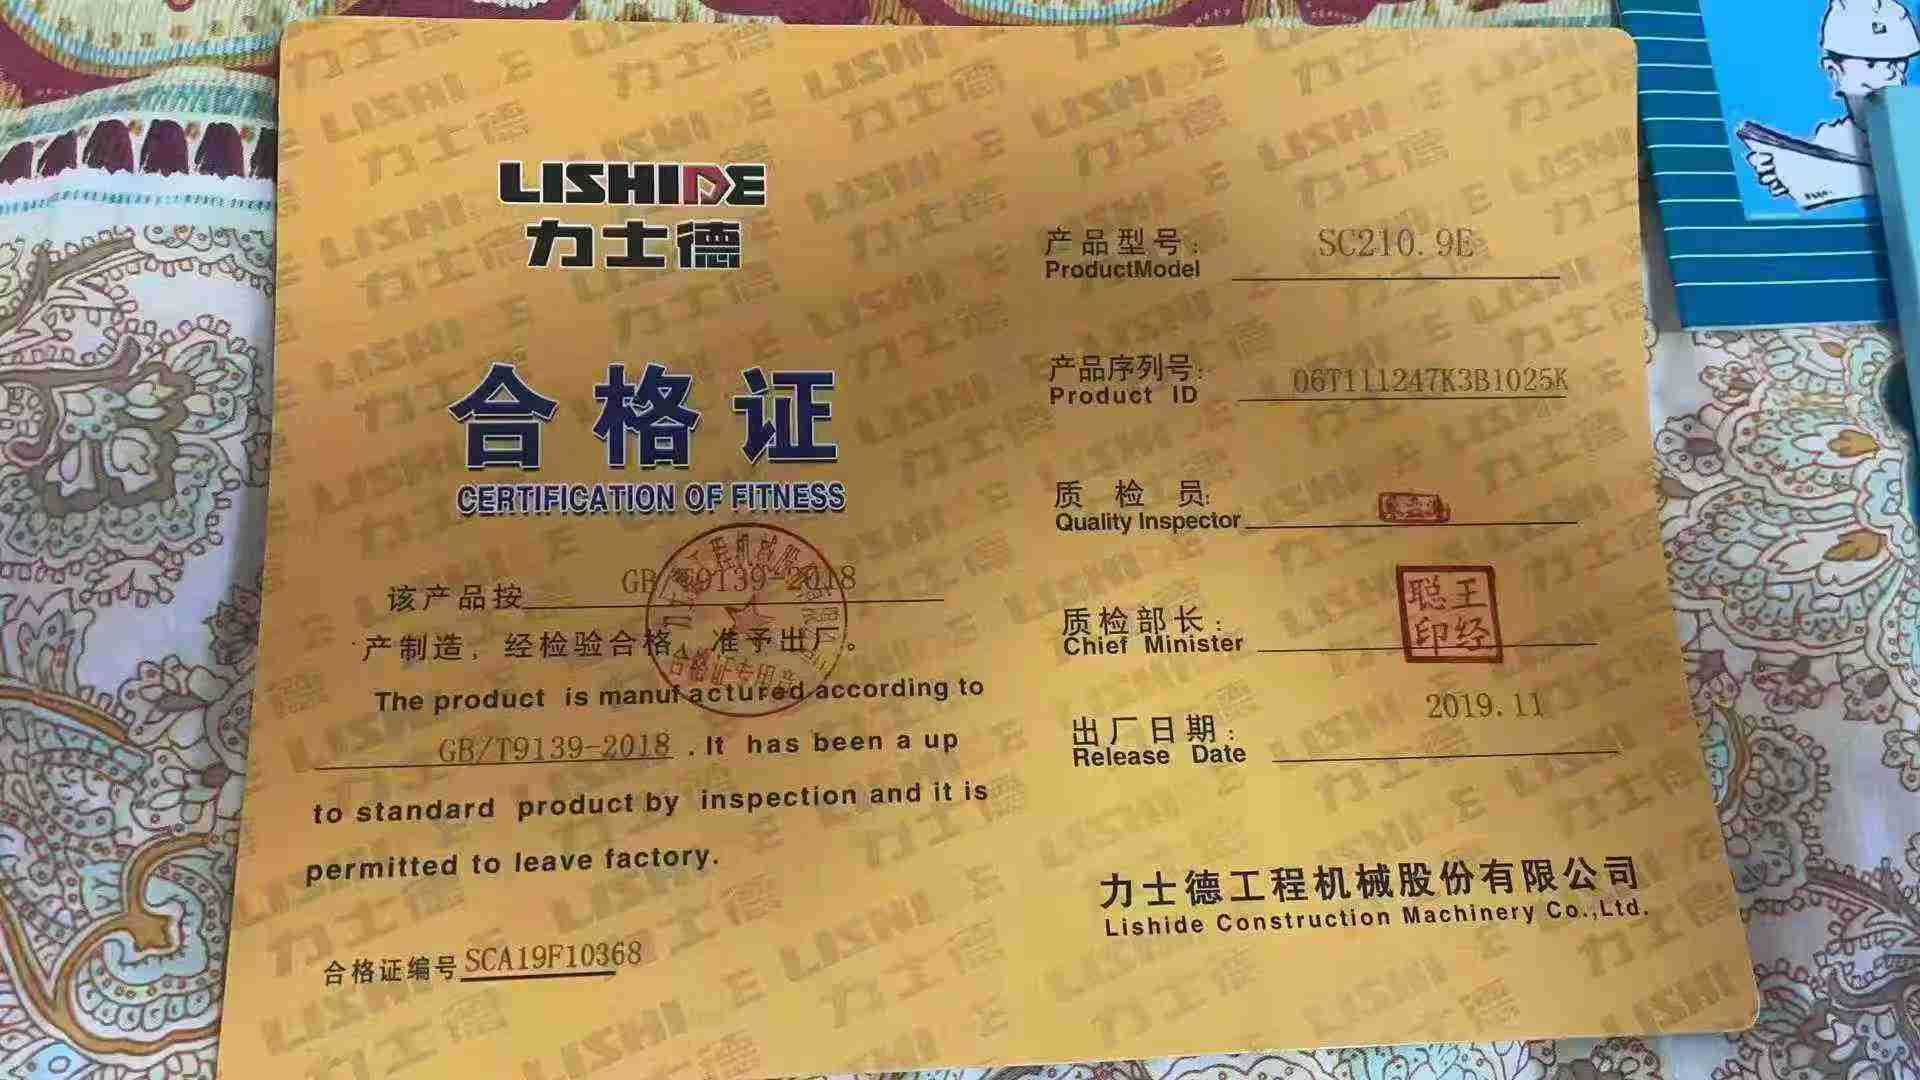 LISHIDE
力士德
合格证
CERTIFICATION OF FITNESS
该产品按 GB/T9139-2018
产制造，经检验合格，准予出厂。
The product is manufactured according to
GB/T9139-2018 .It has been a up
to standard product by inspection and it is
permitted to leave factory.
合格证编号 SCA19F10368
产品型号: SC210.9E
ProductModel
产品序列号: 06T111247K3B1025K
Product ID
质检员:
Quality Inspector
质检部长:
Chief Minister
王经
聪印
出厂日期: 2019.11
Release Date
力士德工程机械股份有限公司
Lishide Construction Machinery Co.,Ltd.
合格证专用章